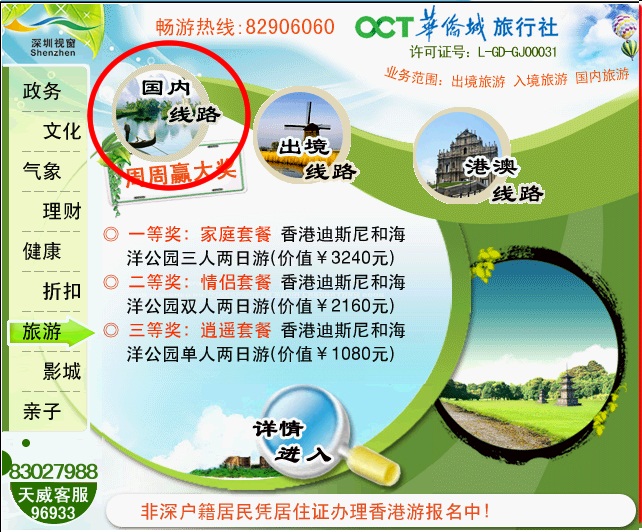 深圳视窗
Shenzhen
畅游热线:82906060
OCT 华侨城 旅行社
许可证号: L-GD-GJ00031
业务范围: 出境旅游 入境旅游 国内旅游
政务
文化
气象
理财
健康
折扣
旅游
影城
亲子
国内
线路
出境
线路
港澳
线路
周周赢大奖
◎ 一等奖: 家庭套餐 香港迪斯尼和海
洋公园三人两日游(价值￥3240元)
◎ 二等奖: 情侣套餐 香港迪斯尼和海
洋公园双人两日游(价值￥2160元)
◎ 三等奖: 逍遥套餐 香港迪斯尼和海
洋公园单人两日游(价值￥1080元)
详情
进入
83027988
天威客服
96933
非深户籍居民凭居住证办理香港游报名中!